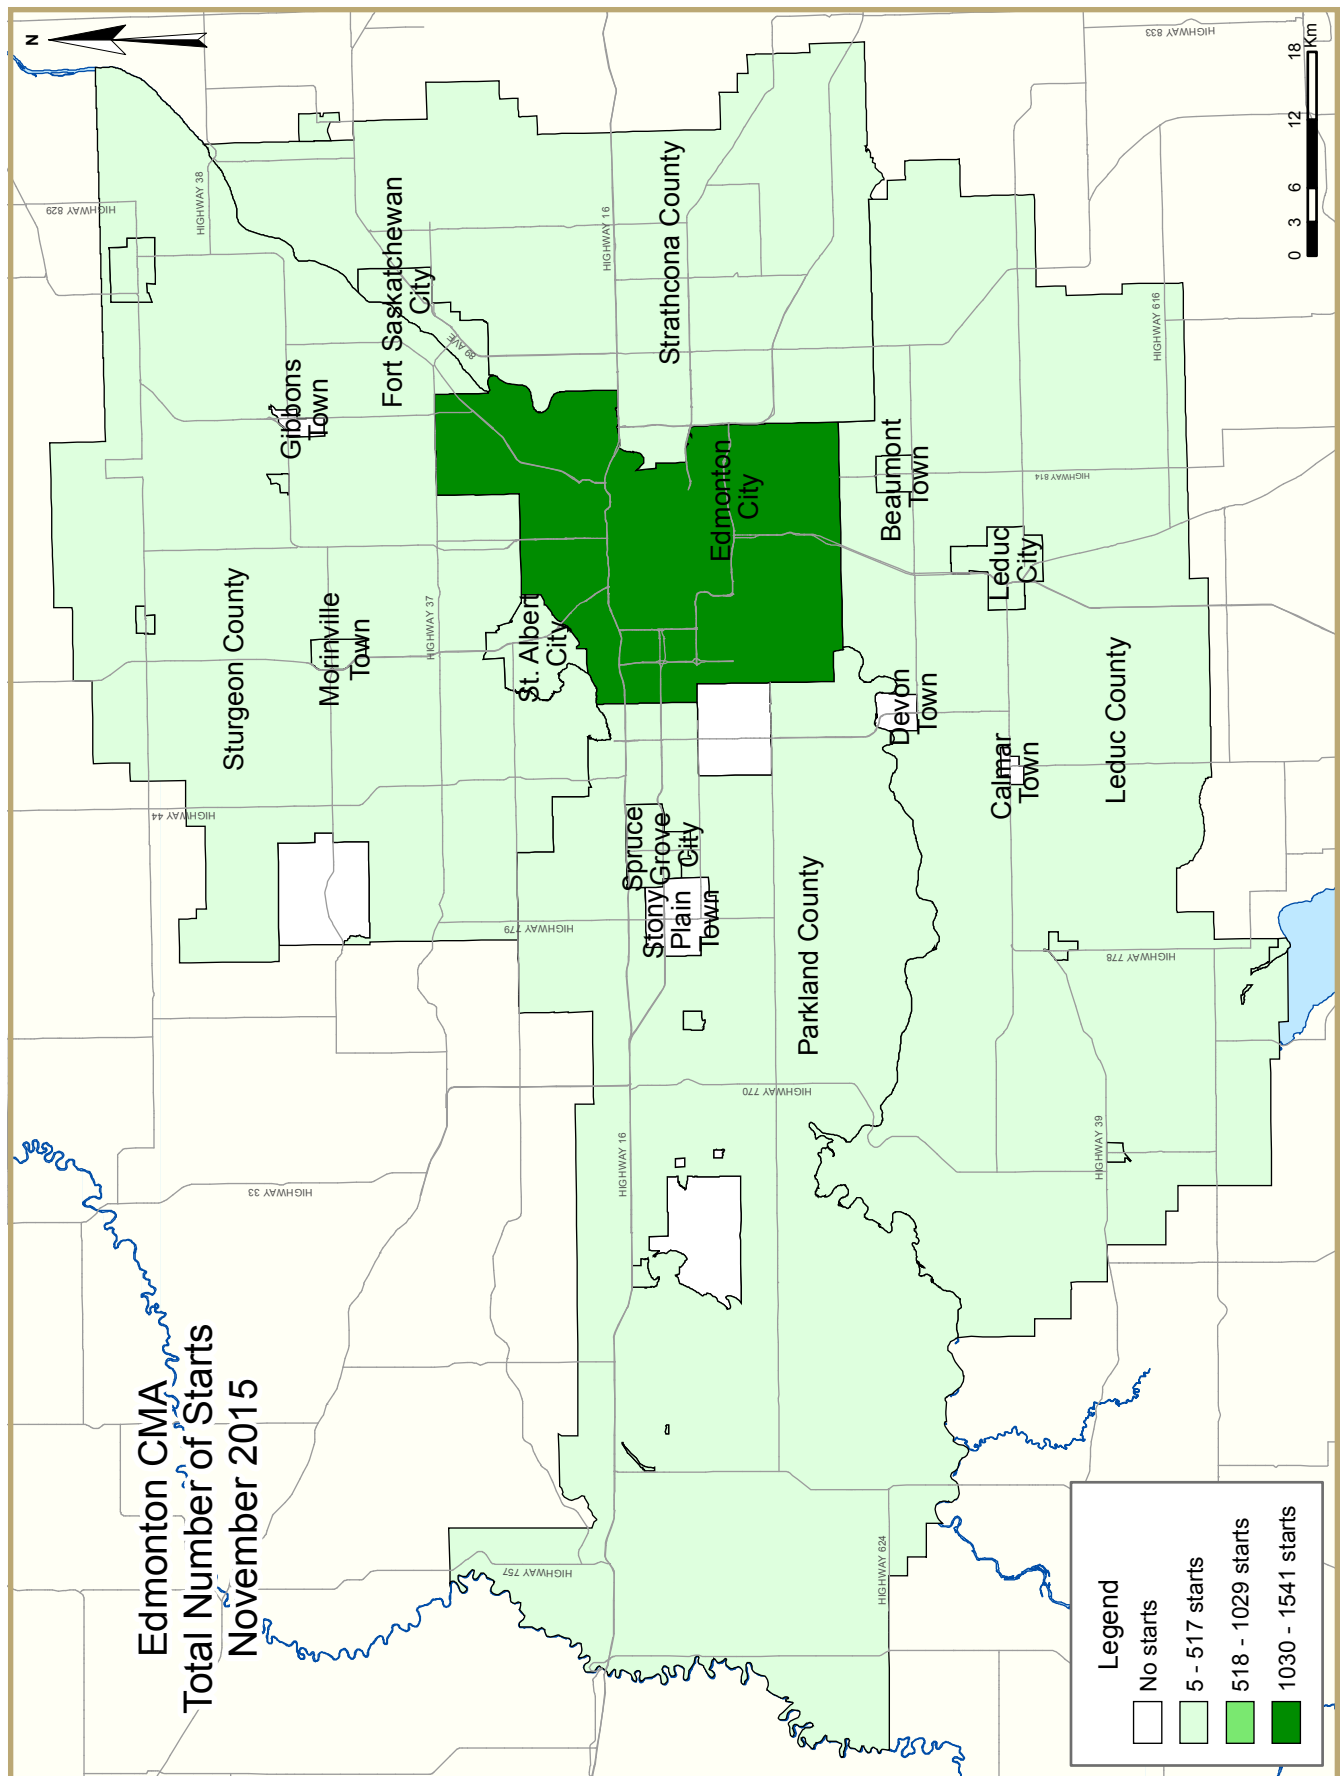 Edmonton CMA
Total Number of Starts
November 2015
N
HIGHWAY 829
HIGHWAY 38
HIGHWAY 833
Fort Saskatchewan
City
89 AVE
HIGHWAY 16
Strathcona County
Gibbons
Town
Sturgeon County
Morinville
Town
HIGHWAY 37
St. Albert
City
Edmonton
City
Beaumont
Town
HIGHWAY 814
HIGHWAY 616
Leduc
City
Devon
Town
Calmar
Town
Leduc County
HIGHWAY 44
HIGHWAY 779
Spruce
Grove
City
Stony
Plain
Town
Parkland County
HIGHWAY 778
HIGHWAY 770
HIGHWAY 39
HIGHWAY 16
HIGHWAY 33
HIGHWAY 757
HIGHWAY 624
0 3 6 12 18
Km
Legend
No starts
5 - 517 starts
518 - 1029 starts
1030 - 1541 starts